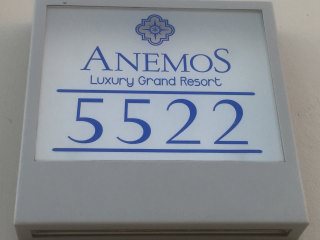 ANEMOS
Luxury Grand Resort
5522